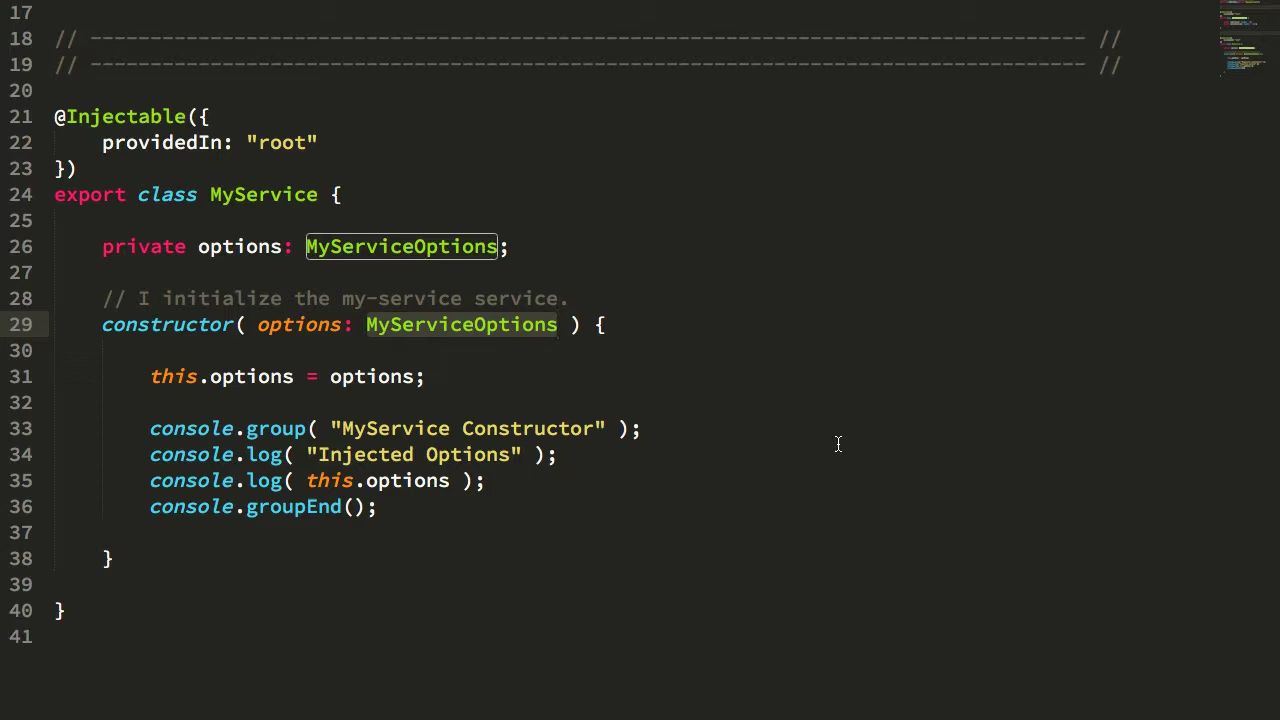 17
18 // ----------------------------------------------------------------------------------- //
19 // ----------------------------------------------------------------------------------- //
20
21 @Injectable({
22     providedIn: "root"
23 })
24 export class MyService {
25
26     private options: MyServiceOptions;
27
28     // I initialize the my-service service.
29     constructor( options: MyServiceOptions ) {
30
31         this.options = options;
32
33         console.group( "MyService Constructor" );
34         console.log( "Injected Options" );
35         console.log( this.options );
36         console.groupEnd();
37
38     }
39
40 }
41